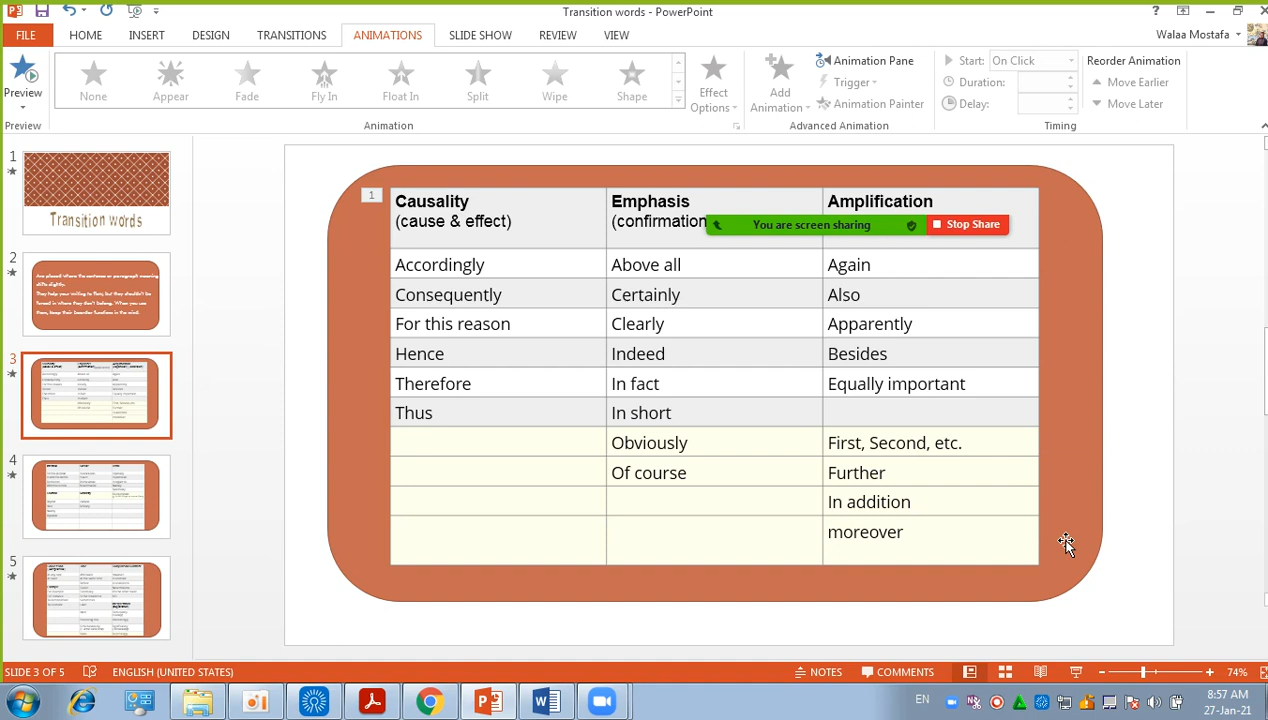 Transition words - PowerPoint
FILE HOME INSERT DESIGN TRANSITIONS ANIMATIONS SLIDE SHOW REVIEW VIEW Walaa Mostafa
Preview None Appear Fade Fly In Float In Split Wipe Shape Effect Options Add Animation
Animation Pane
Trigger
Animation Painter
Start: On Click
Duration:
Delay:
Reorder Animation
Move Earlier
Move Later
Preview Animation Advanced Animation Timing
1
Transition words
2
3
4
5
1
Causality Emphasis Amplification
(cause & effect) (confirmation
You are screen sharing Stop Share
Accordingly Above all Again
Consequently Certainly Also
For this reason Clearly Apparently
Hence Indeed Besides
Therefore In fact Equally important
Thus In short
Obviously First, Second, etc.
Of course Further
In addition
moreover
SLIDE 3 OF 5 ENGLISH (UNITED STATES) NOTES COMMENTS 74%
EN 8:57 AM
27-Jan-21